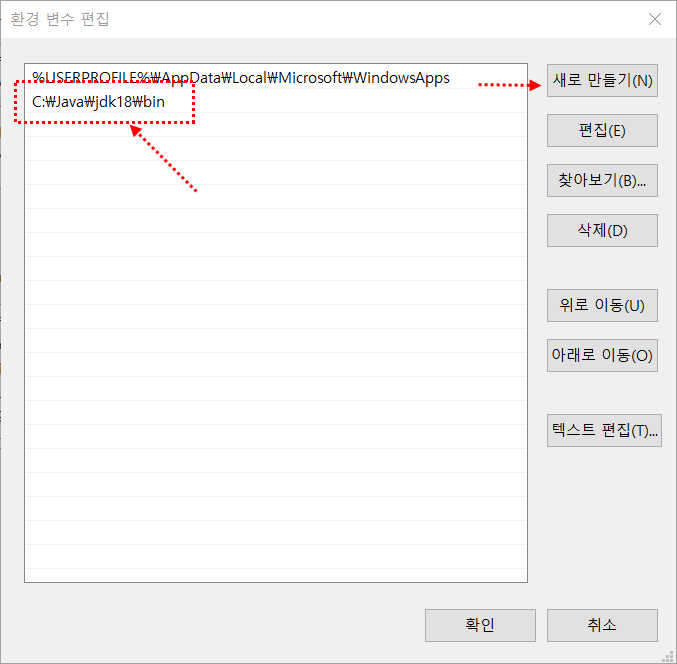 환경 변수 편집
%USERPROFILE%₩AppData₩Local₩Microsoft₩WindowsApps
C:₩Java₩jdk18₩bin
새로 만들기(N)
편집(E)
찾아보기(B)...
삭제(D)
위로 이동(U)
아래로 이동(O)
텍스트 편집(T)...
확인
취소